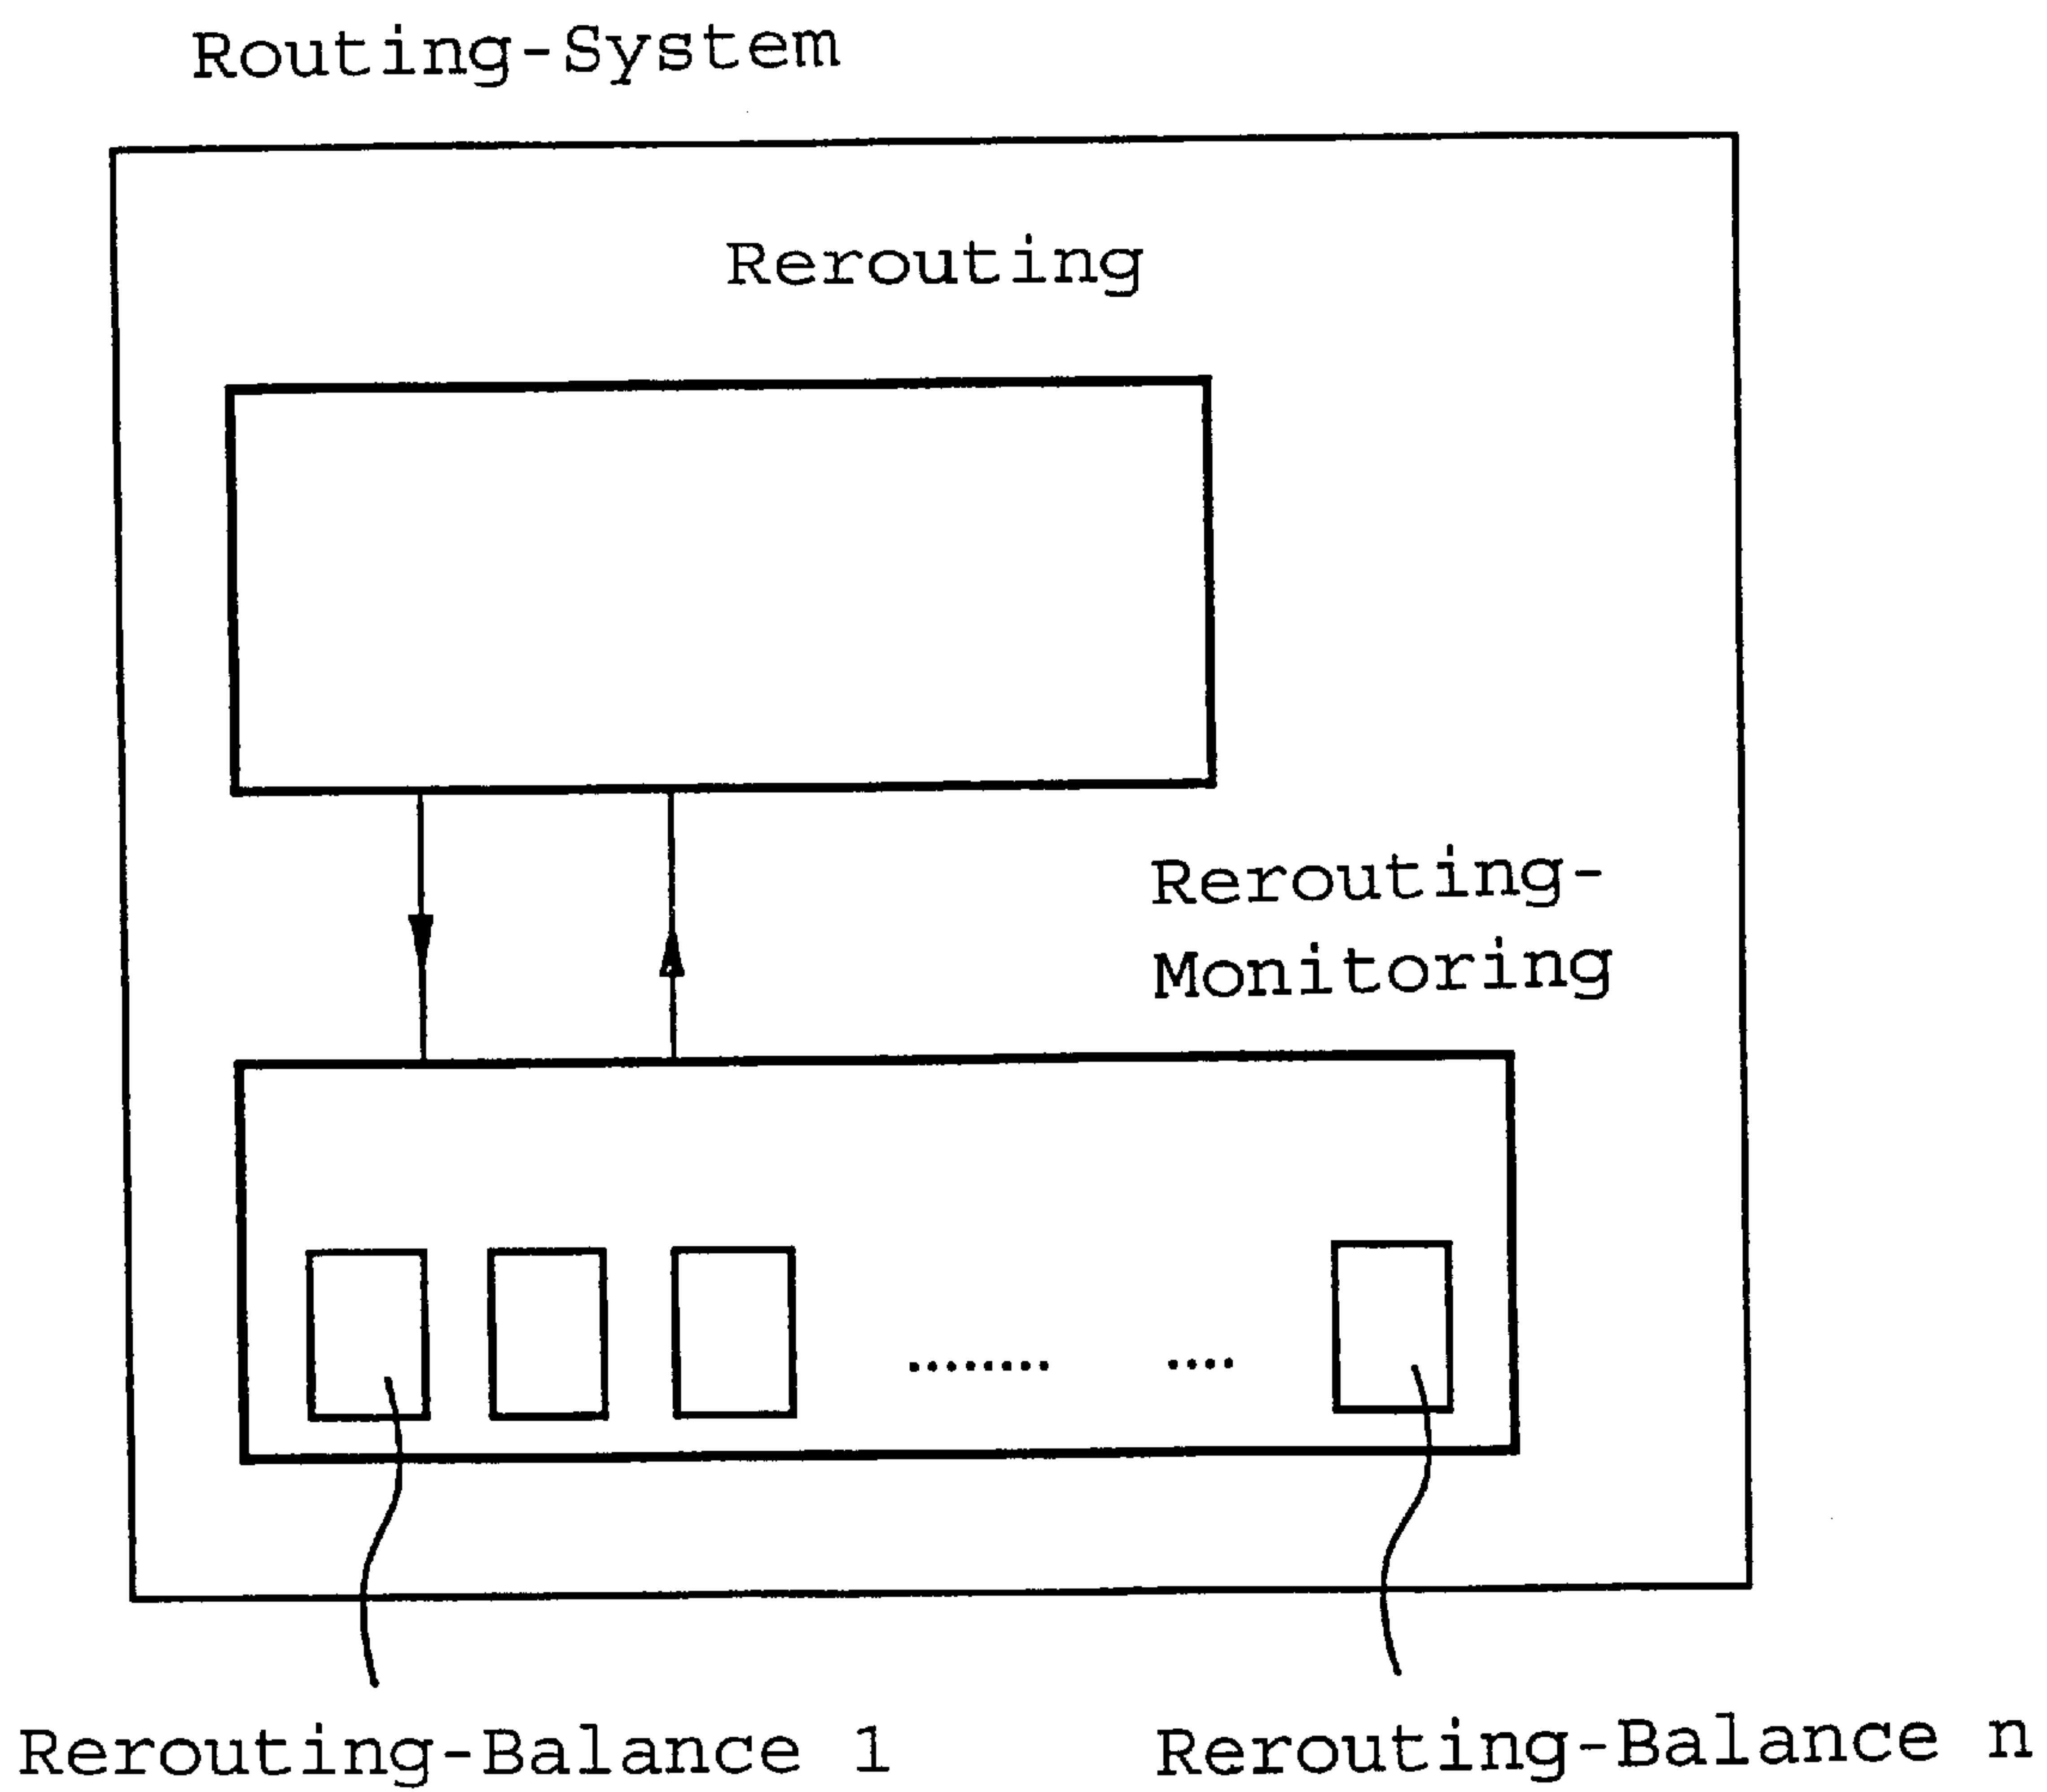 Routing-System
Rerouting
Rerouting-
Monitoring
Rerouting-Balance 1
Rerouting-Balance n